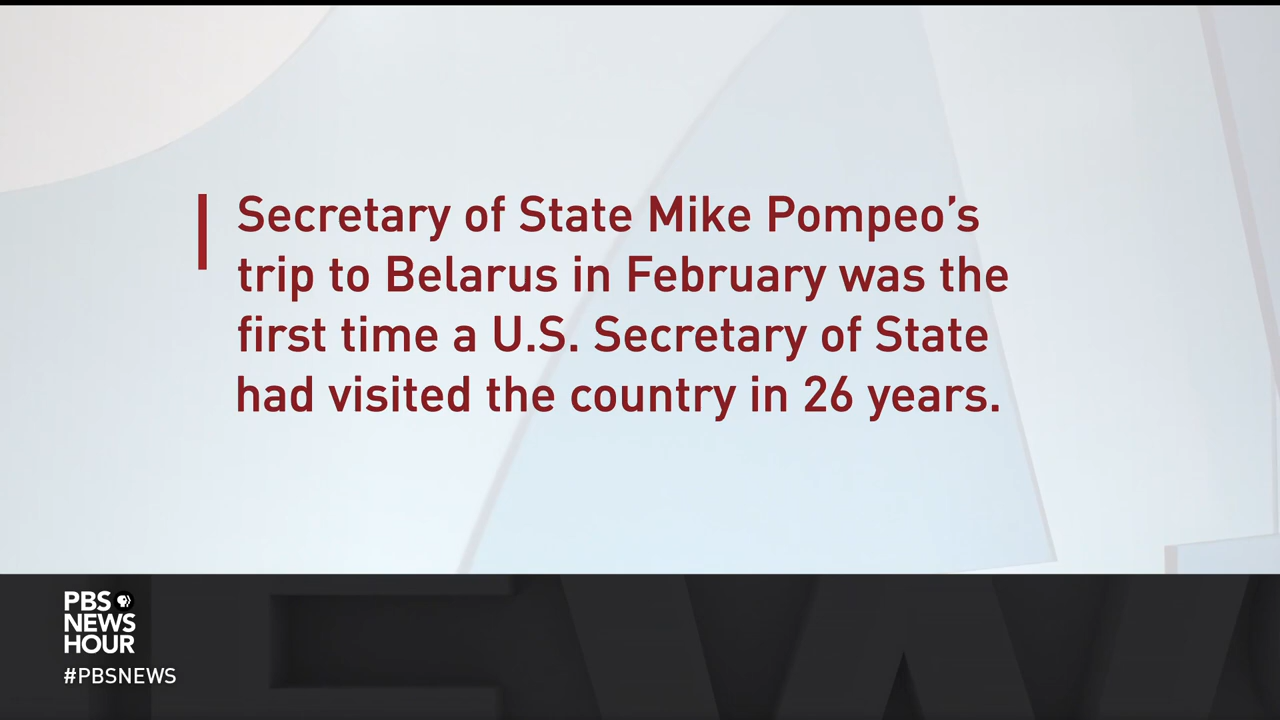 Secretary of State Mike Pompeo’s
trip to Belarus in February was the
first time a U.S. Secretary of State
had visited the country in 26 years.
PBS
NEWS
HOUR
#PBSNEWS